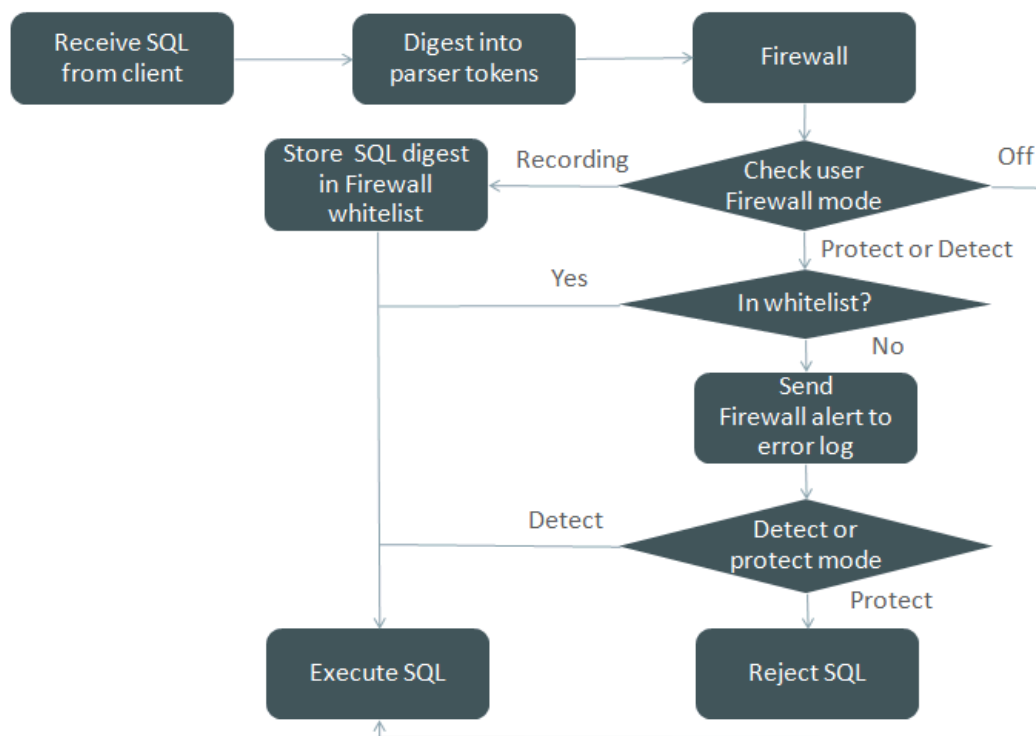 Receive SQL
from client
Digest into
parser tokens
Firewall
Store SQL digest
in Firewall
whitelist
Recording
Check user
Firewall mode
Off
Protect or Detect
Yes
In whitelist?
No
Send
Firewall alert to
error log
Detect
Detect or
protect mode
Protect
Execute SQL
Reject SQL